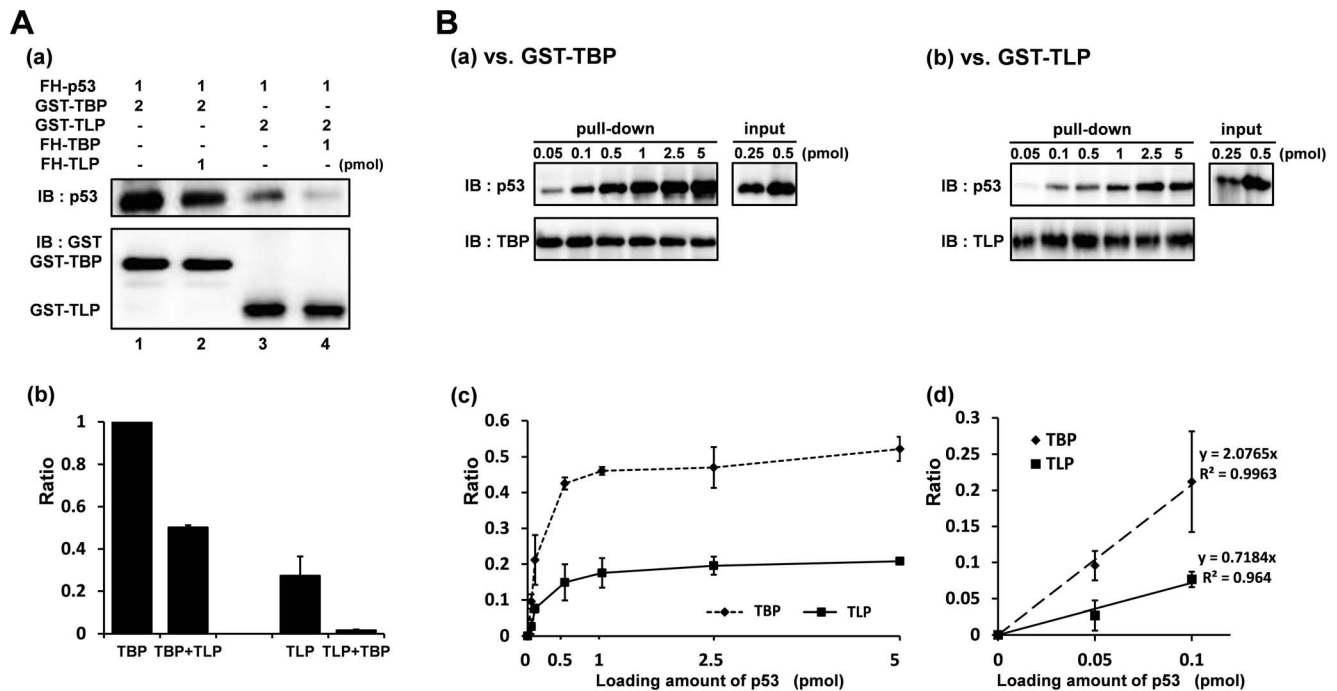 A
(a)
FH-p53 1 1 1 1
GST-TBP 2 2 - -
GST-TLP - - 2 2
FH-TBP - - - 1
FH-TLP - 1 - - (pmol)
IB : p53
IB : GST
GST-TBP
GST-TLP
1 2 3 4
(b)
Ratio
1
0.8
0.6
0.4
0.2
0
TBP TBP+TLP TLP TLP+TBP
B
(a) vs. GST-TBP
pull-down input
0.05 0.1 0.5 1 2.5 5 0.25 0.5 (pmol)
IB : p53
IB : TBP
(b) vs. GST-TLP
pull-down input
0.05 0.1 0.5 1 2.5 5 0.25 0.5 (pmol)
IB : p53
IB : TLP
(c)
Ratio
0.6
0.5
0.4
0.3
0.2
0.1
0
TBP TLP
0 0.5 1 2.5 5
Loading amount of p53 (pmol)
(d)
Ratio
0.3
0.25
0.2
0.15
0.1
0.05
0
TBP
TLP
y = 2.0765x
R² = 0.9963
y = 0.7184x
R² = 0.964
0 0.05 0.1
Loading amount of p53 (pmol)